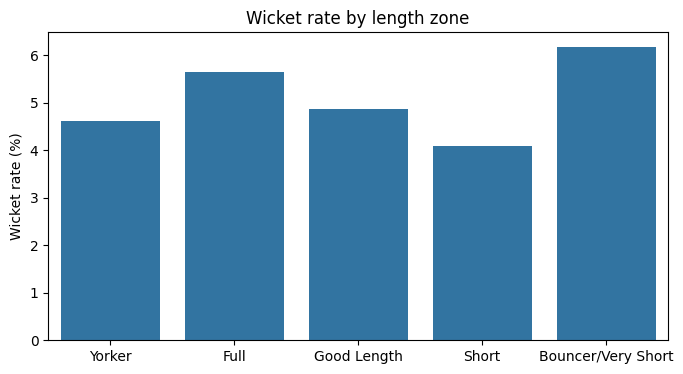 Wicket rate by length zone
Wicket rate (%)
6
5
4
3
2
1
0
Yorker
Full
Good Length
Short
Bouncer/Very Short